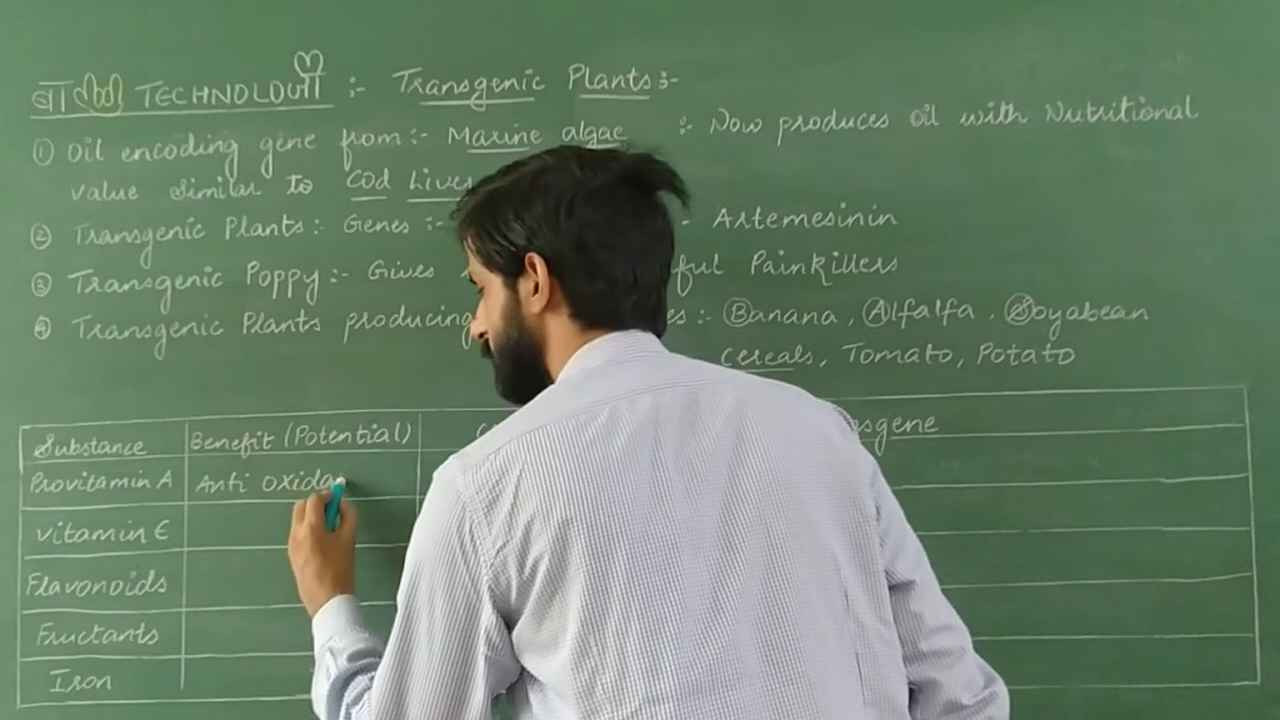 बा TECHNOLOGY :- Transgenic Plants :-
① Oil encoding gene from :- Marine algae :- Now produces oil with Nutritional
value similar to Cod Liver
② Transgenic Plants :- Genes :- - Artemesinin
③ Transgenic Poppy :- Gives ful Painkillers
④ Transgenic Plants producing es :- Banana, Alfalfa, Soyabean
cereals, Tomato, Potato
Substance Benefit (Potential) sgene
Provitamin A Anti oxida
Vitamin E
Flavonoids
Fructants
Iron